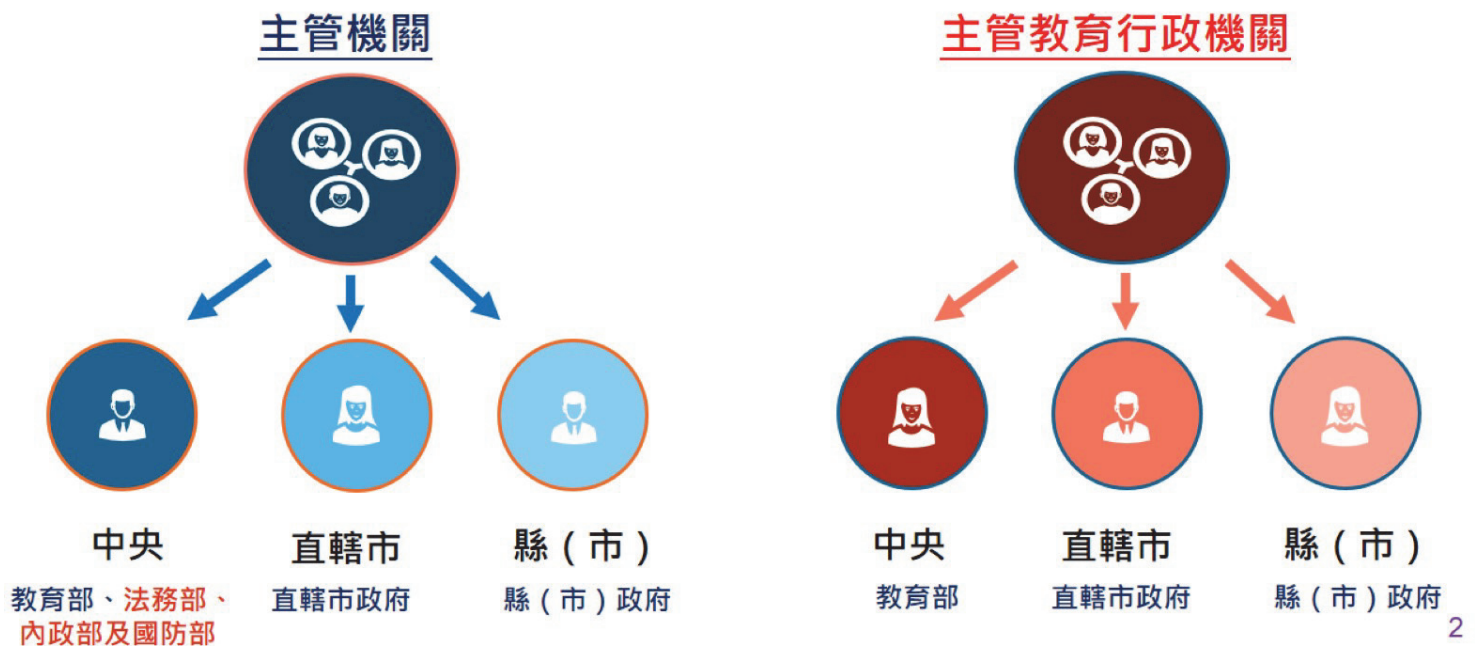 主管機關
中央
教育部、法務部、
內政部及國防部
直轄市
直轄市政府
縣（市）
縣（市）政府
主管教育行政機關
中央
教育部
直轄市
直轄市政府
縣（市）
縣（市）政府
2